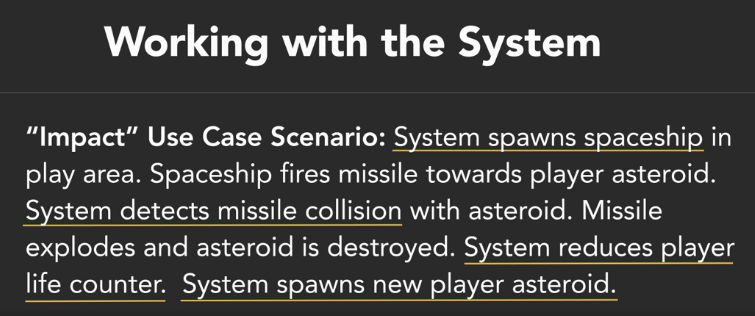 Working with the System
“Impact” Use Case Scenario: System spawns spaceship in
play area. Spaceship fires missile towards player asteroid.
System detects missile collision with asteroid. Missile
explodes and asteroid is destroyed. System reduces player
life counter. System spawns new player asteroid.